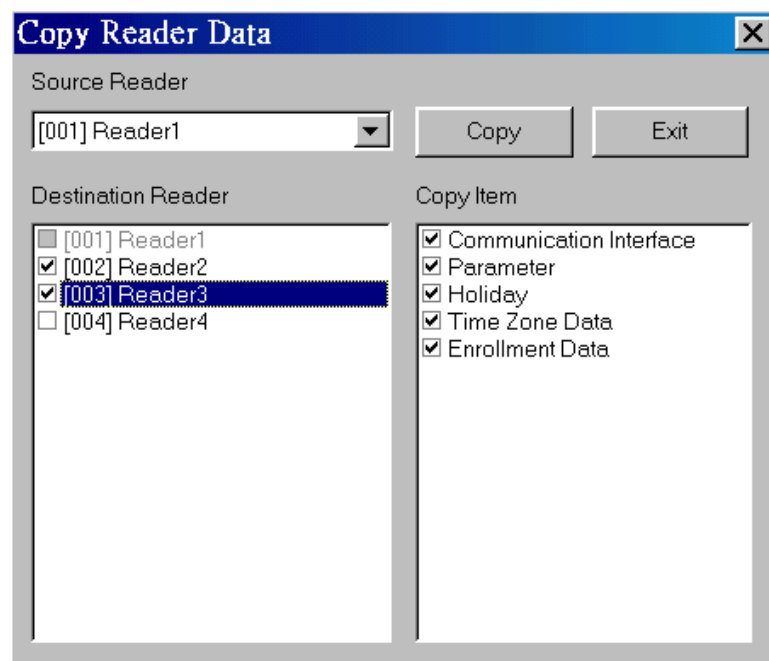 Copy Reader Data
Source Reader
[001] Reader1
Copy
Exit
Destination Reader
[001] Reader1
[002] Reader2
[003] Reader3
[004] Reader4
Copy Item
Communication Interface
Parameter
Holiday
Time Zone Data
Enrollment Data